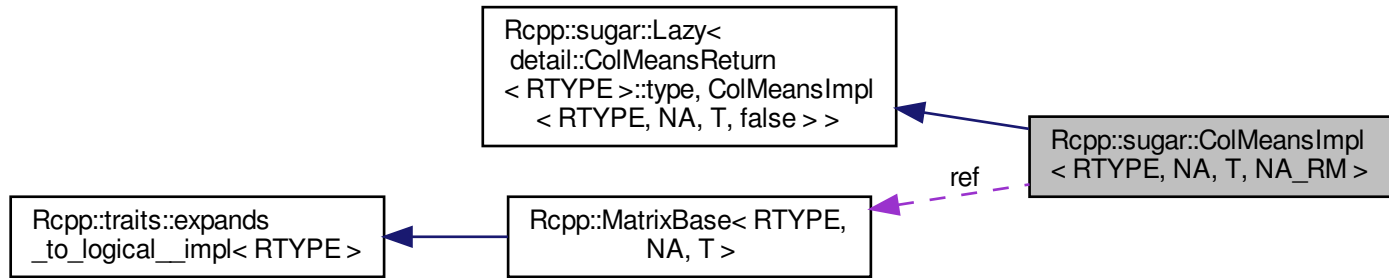 Rcpp::sugar::Lazy<
detail::ColMeansReturn
< RTYPE >::type, ColMeansImpl
< RTYPE, NA, T, false > >
Rcpp::sugar::ColMeansImpl
< RTYPE, NA, T, NA_RM >
ref
Rcpp::traits::expands
_to_logical__impl< RTYPE >
Rcpp::MatrixBase< RTYPE,
NA, T >